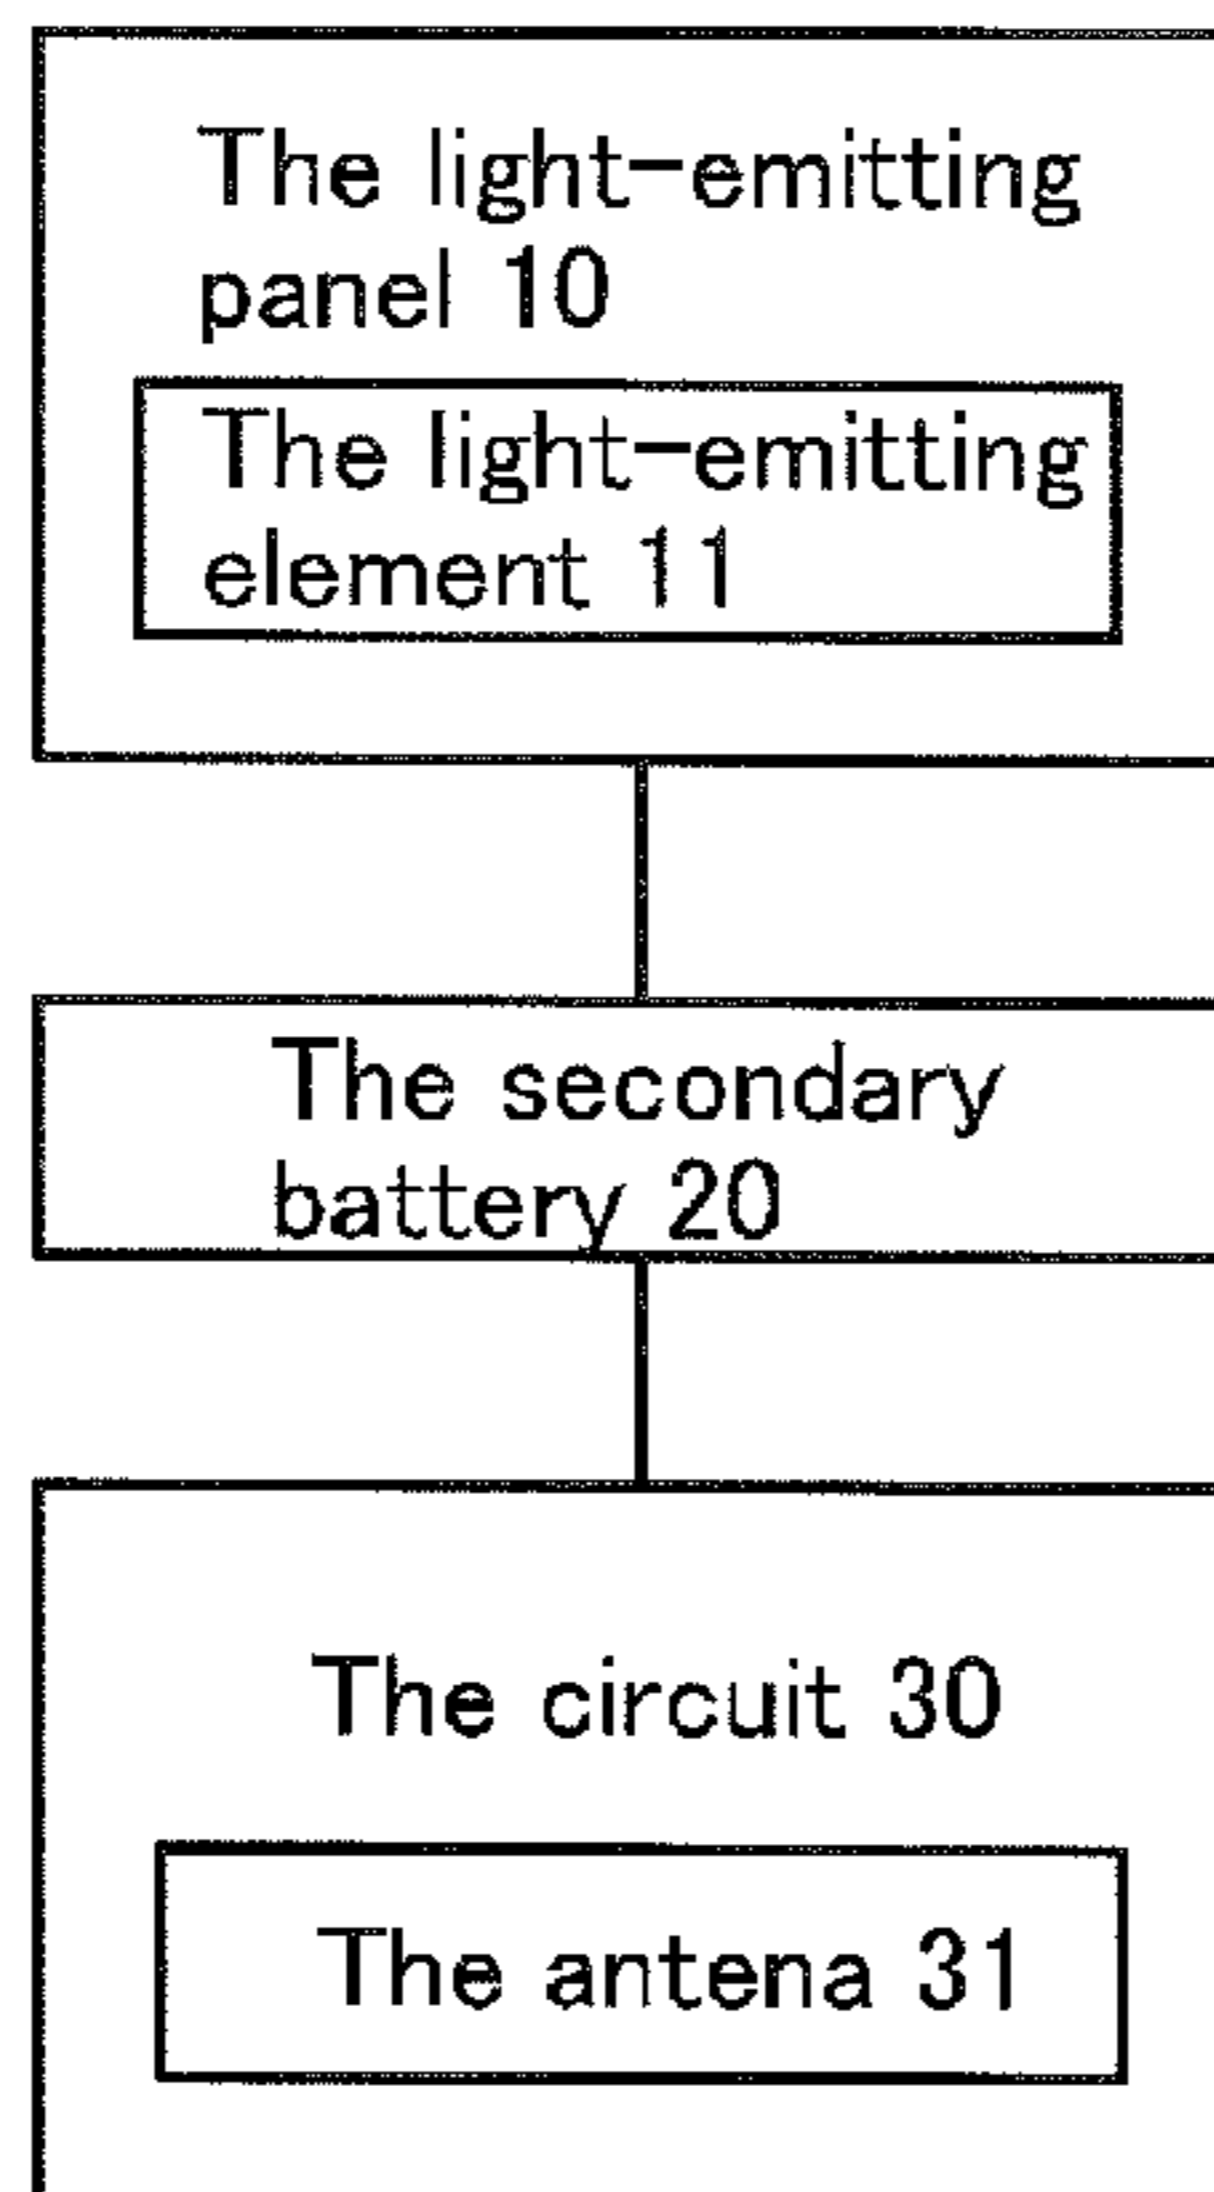 The light-emitting
panel 10
The light-emitting
element 11
The secondary
battery 20
The circuit 30
The antena 31